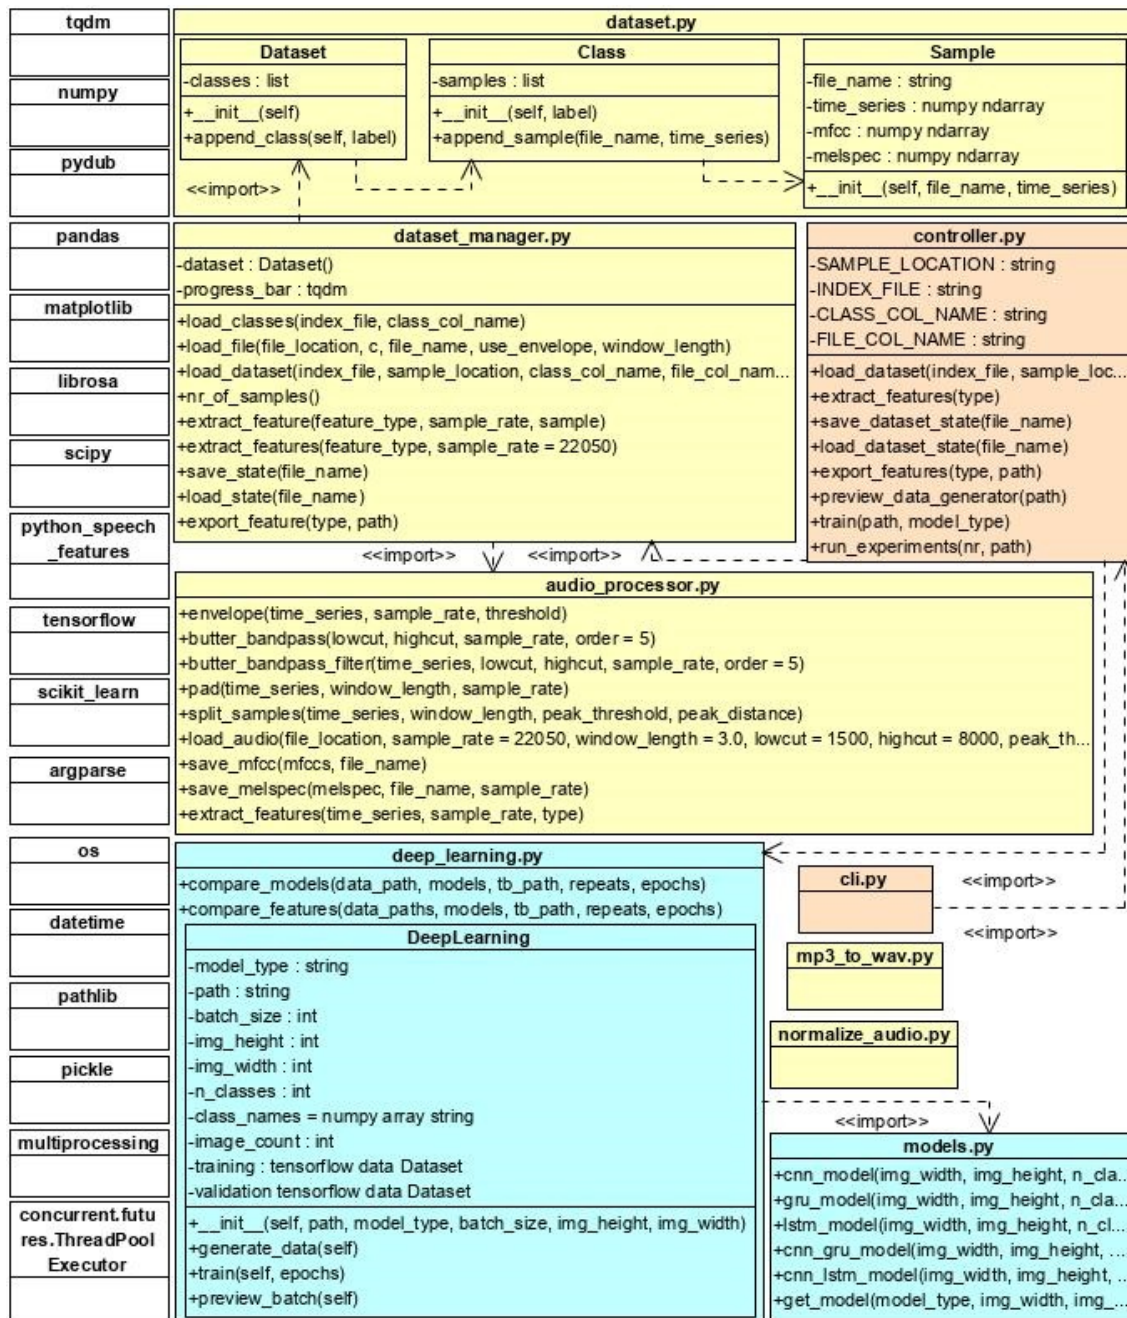 tqdm
numpy
pydub
pandas
matplotlib
librosa
scipy
python_speech
_features
tensorflow
scikit_learn
argparse
os
datetime
pathlib
pickle
multiprocessing
concurrent.futu
res.ThreadPool
Executor
dataset.py
Dataset
-classes : list
+__init__(self)
+append_class(self, label)
Class
-samples : list
+__init__(self, label)
+append_sample(file_name, time_series)
Sample
-file_name : string
-time_series : numpy ndarray
-mfcc : numpy ndarray
-melspec : numpy ndarray
+__init__(self, file_name, time_series)
<<import>>
dataset_manager.py
-dataset : Dataset()
-progress_bar : tqdm
+load_classes(index_file, class_col_name)
+load_file(file_location, c, file_name, use_envelope, window_length)
+load_dataset(index_file, sample_location, class_col_name, file_col_nam...
+nr_of_samples()
+extract_feature(feature_type, sample_rate, sample)
+extract_features(feature_type, sample_rate = 22050)
+save_state(file_name)
+load_state(file_name)
+export_feature(type, path)
controller.py
-SAMPLE_LOCATION : string
-INDEX_FILE : string
-CLASS_COL_NAME : string
-FILE_COL_NAME : string
+load_dataset(index_file, sample_loc...
+extract_features(type)
+save_dataset_state(file_name)
+load_dataset_state(file_name)
+export_features(type, path)
+preview_data_generator(path)
+train(path, model_type)
+run_experiments(nr, path)
<<import>>
<<import>>
audio_processor.py
+envelope(time_series, sample_rate, threshold)
+butter_bandpass(lowcut, highcut, sample_rate, order = 5)
+butter_bandpass_filter(time_series, lowcut, highcut, sample_rate, order = 5)
+pad(time_series, window_length, sample_rate)
+split_samples(time_series, window_length, peak_threshold, peak_distance)
+load_audio(file_location, sample_rate = 22050, window_length = 3.0, lowcut = 1500, highcut = 8000, peak_th...
+save_mfcc(mfccs, file_name)
+save_melspec(melspec, file_name, sample_rate)
+extract_features(time_series, sample_rate, type)
deep_learning.py
+compare_models(data_path, models, tb_path, repeats, epochs)
+compare_features(data_paths, models, tb_path, repeats, epochs)
DeepLearning
-model_type : string
-path : string
-batch_size : int
-img_height : int
-img_width : int
-n_classes : int
-class_names = numpy array string
-image_count : int
-training : tensorflow data Dataset
-validation tensorflow data Dataset
+__init__(self, path, model_type, batch_size, img_height, img_width)
+generate_data(self)
+train(self, epochs)
+preview_batch(self)
cli.py
<<import>>
<<import>>
mp3_to_wav.py
normalize_audio.py
<<import>>
models.py
+cnn_model(img_width, img_height, n_cla...
+gru_model(img_width, img_height, n_cla...
+lstm_model(img_width, img_height, n_cl...
+cnn_gru_model(img_width, img_height, ...
+cnn_lstm_model(img_width, img_height, ...
+get_model(model_type, img_width, img_...